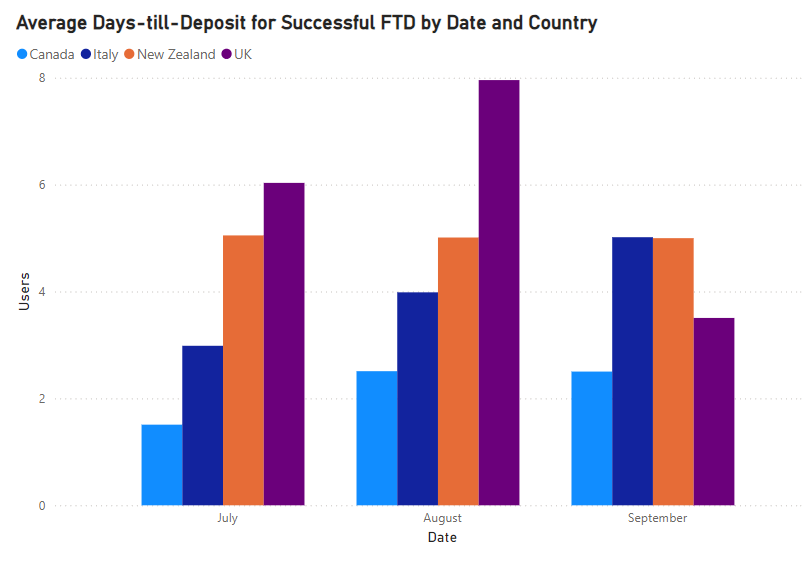 Average Days-till-Deposit for Successful FTD by Date and Country
Canada Italy New Zealand UK
8
6
4
2
0
Users
July August September
Date